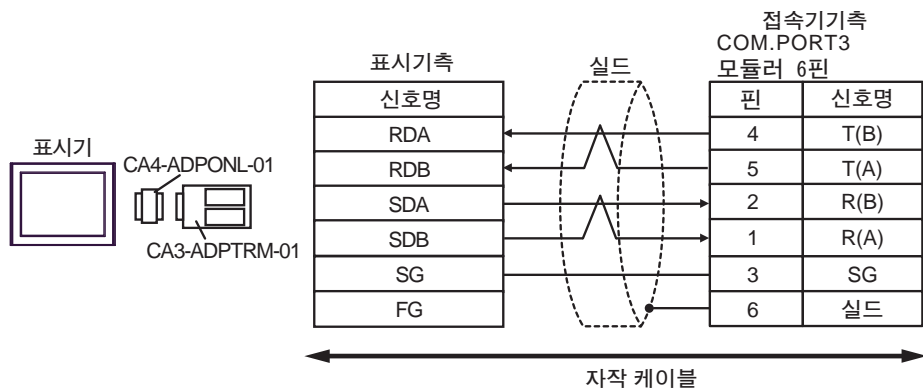 접속기기측
COM.PORT3
표시기측 실드 모듈러 6핀
신호명 핀 신호명
RDA 4 T(B)
표시기
CA4-ADPONL-01
RDB 5 T(A)
SDA 2 R(B)
SDB 1 R(A)
CA3-ADPTRM-01
SG 3 SG
FG 6 실드
자작 케이블